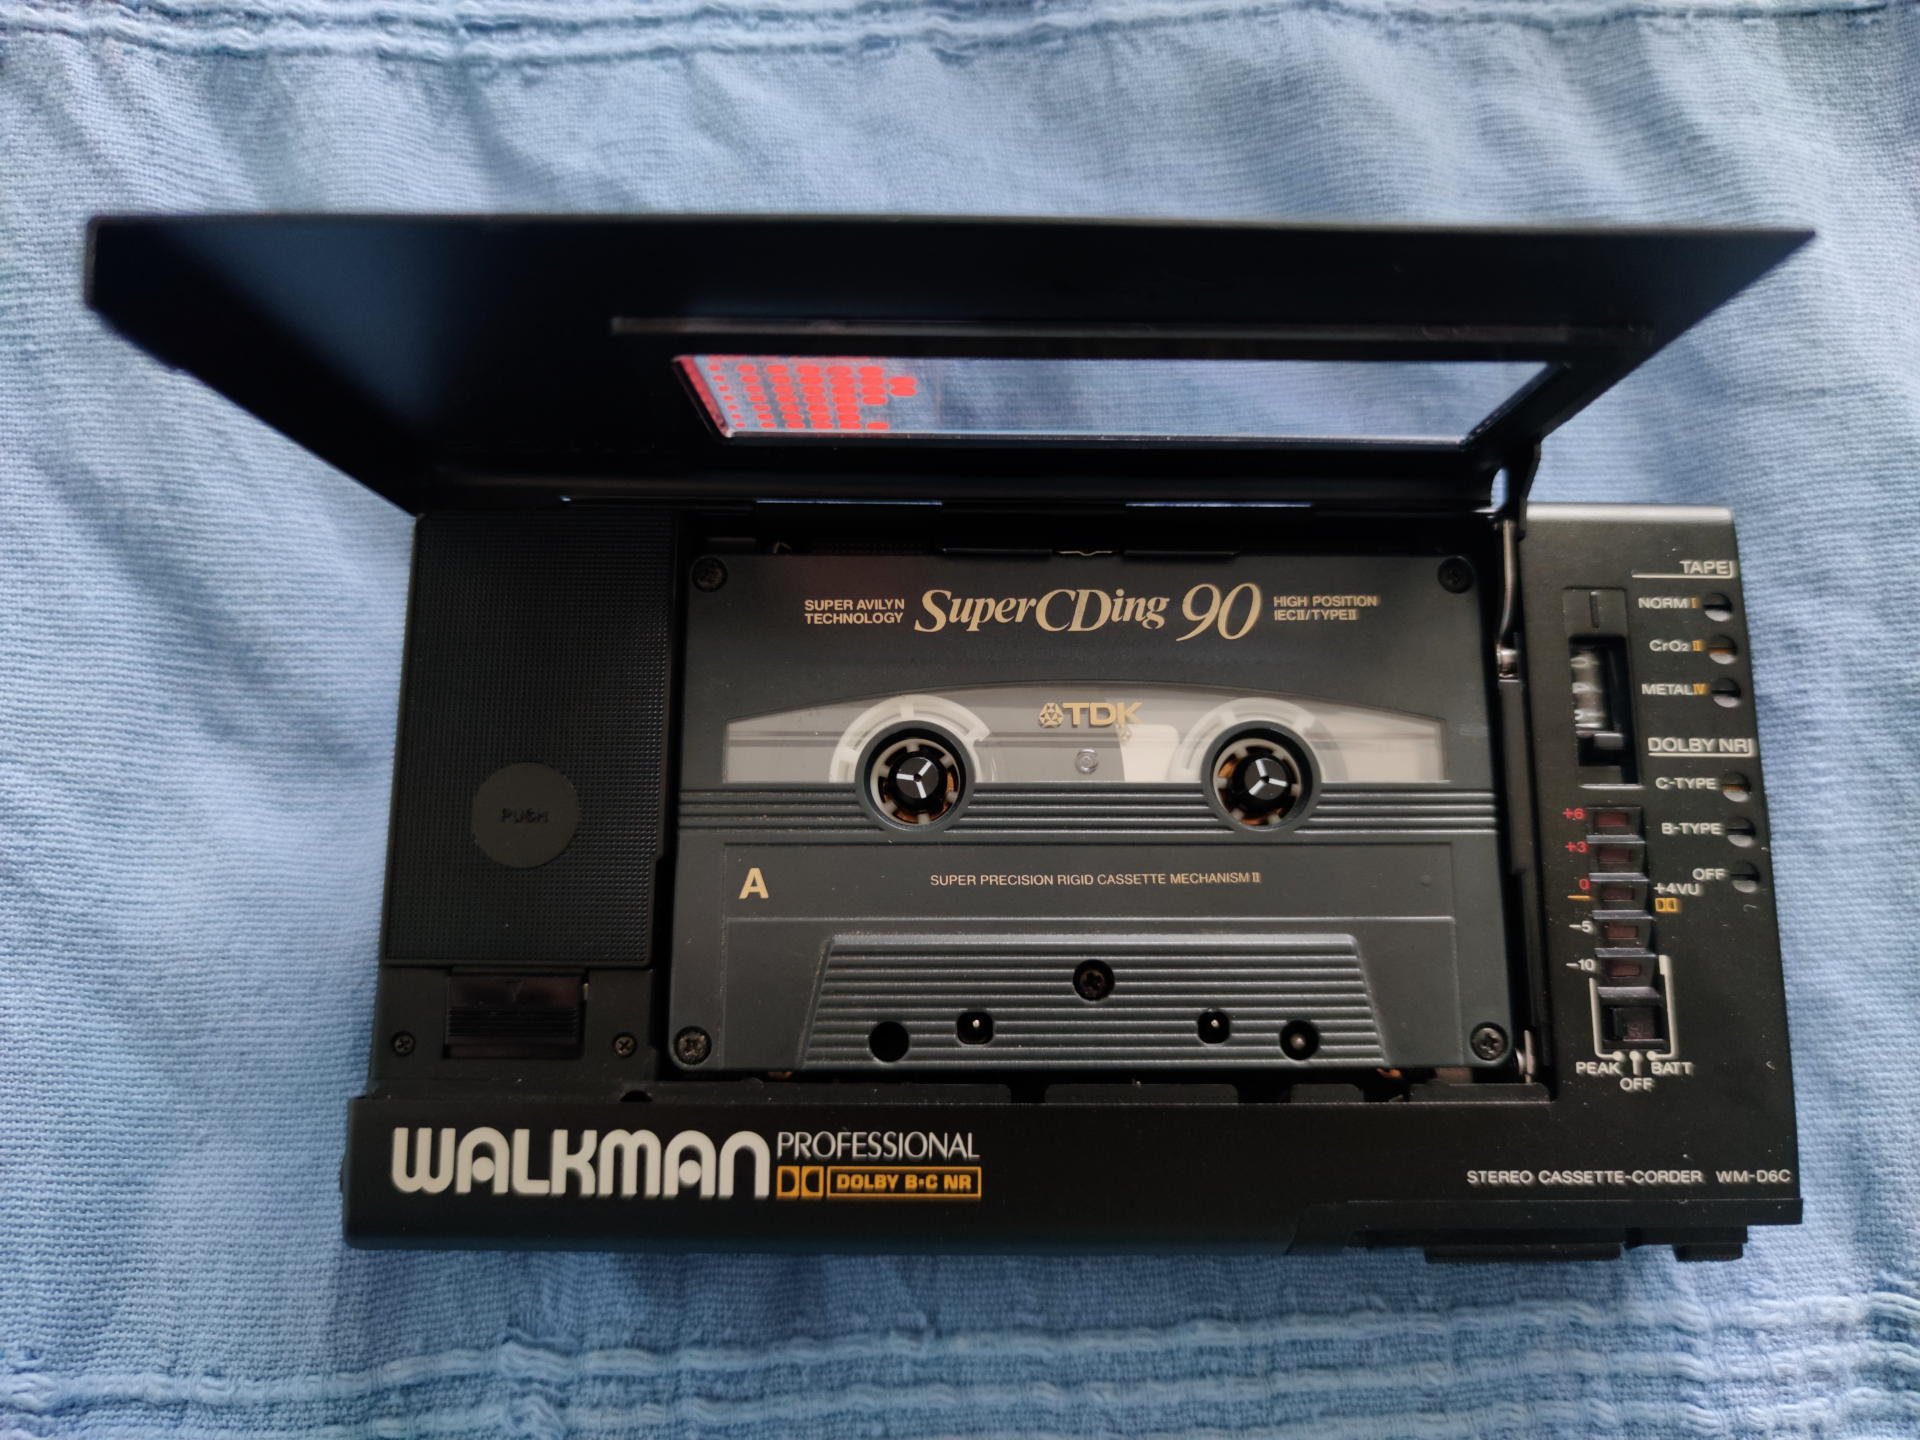 SUPER AVILYN
TECHNOLOGY
SuperCDing 90
HIGH POSITION
IECII/TYPEII
TDK
A
SUPER PRECISION RIGID CASSETTE MECHANISM II
PUSH
TAPE
NORM I
CrO2 II
METAL IV
DOLBY NR
C-TYPE
B-TYPE
OFF
+6
+3
0
+4VU
-5
-10
PEAK
OFF
BATT
WALKMAN PROFESSIONAL
DOLBY B·C NR
STEREO CASSETTE-CORDER WM-D6C